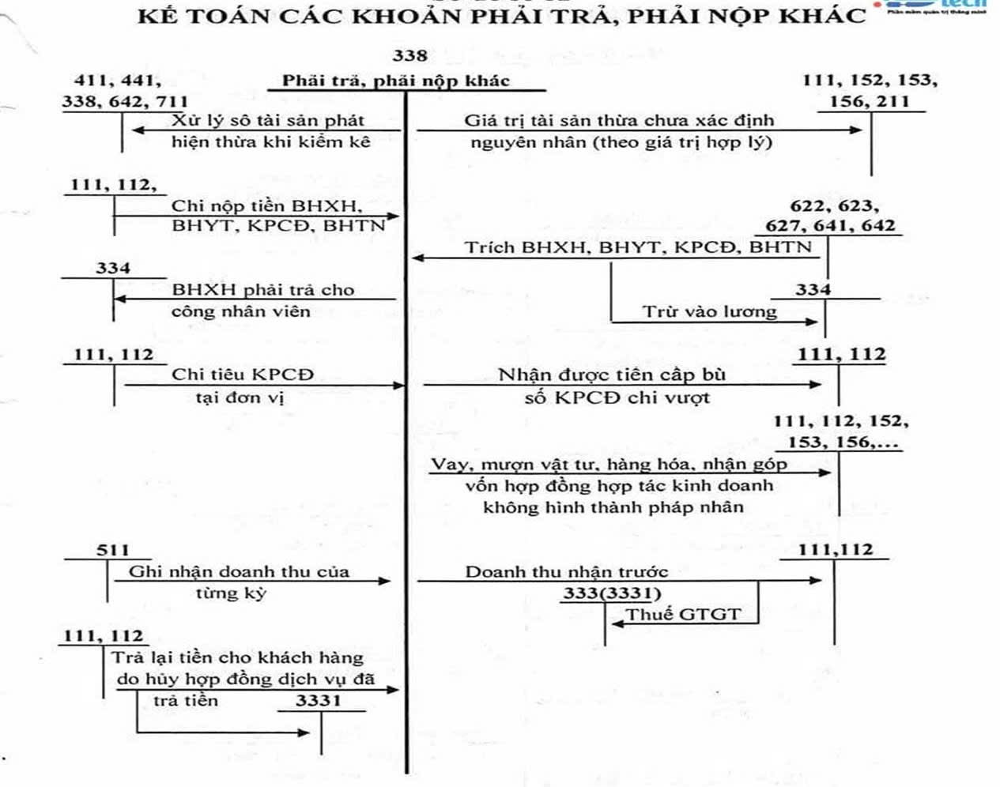 KẾ TOÁN CÁC KHOẢN PHẢI TRẢ, PHẢI NỘP KHÁC
tech
Phần mềm quản trị thông minh
338
Phải trả, phải nộp khác
411, 441,
338, 642, 711
Xử lý số tài sản phát
hiện thừa khi kiểm kê
111, 152, 153,
156, 211
Giá trị tài sản thừa chưa xác định
nguyên nhân (theo giá trị hợp lý)
111, 112,
Chi nộp tiền BHXH,
BHYT, KPCĐ, BHTN
622, 623,
627, 641, 642
Trích BHXH, BHYT, KPCĐ, BHTN
334
BHXH phải trả cho
công nhân viên
334
Trừ vào lương
111, 112
Chi tiêu KPCĐ
tại đơn vị
111, 112
Nhận được tiền cấp bù
số KPCĐ chi vượt
111, 112, 152,
153, 156,...
Vay, mượn vật tư, hàng hóa, nhận góp
vốn hợp đồng hợp tác kinh doanh
không hình thành pháp nhân
511
Ghi nhận doanh thu của
từng kỳ
111,112
Doanh thu nhận trước
333(3331)
Thuế GTGT
111, 112
Trả lại tiền cho khách hàng
do hủy hợp đồng dịch vụ đã
trả tiền
3331